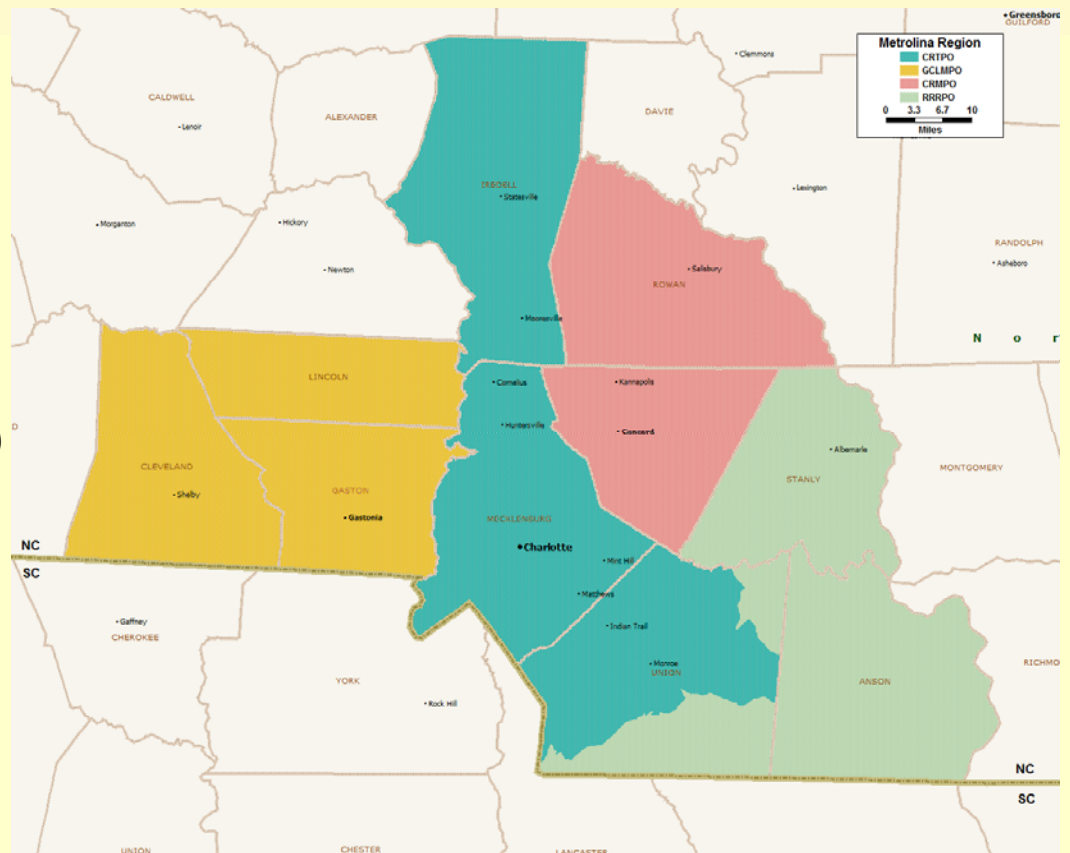 Greensboro
GUILFORD
Metrolina Region
CRTPO
GCLMPO
CRMPO
RRRPO
0 3.3 6.7 10
Miles
Clemmons
CALDWELL
Lenoir
ALEXANDER
DAVIE
IREDELL
Statesville
Lexington
Morganton
Hickory
Newton
RANDOLPH
Asheboro
Salisbury
ROWAN
Mooresville
N o r
LINCOLN
Cornelius
Kannapolis
Huntersville
Concord
D
Albemarle
CLEVELAND
Shelby
GASTON
Gastonia
STANLY
MONTGOMERY
MECKLENBURG
Charlotte
NC
SC
Mint Hill
Matthews
Gaffney
CHEROKEE
Indian Trail
Monroe
UNION
RICHMO
YORK
ANSON
Rock Hill
NC
SC
UNION
CHESTER
LANCASTER